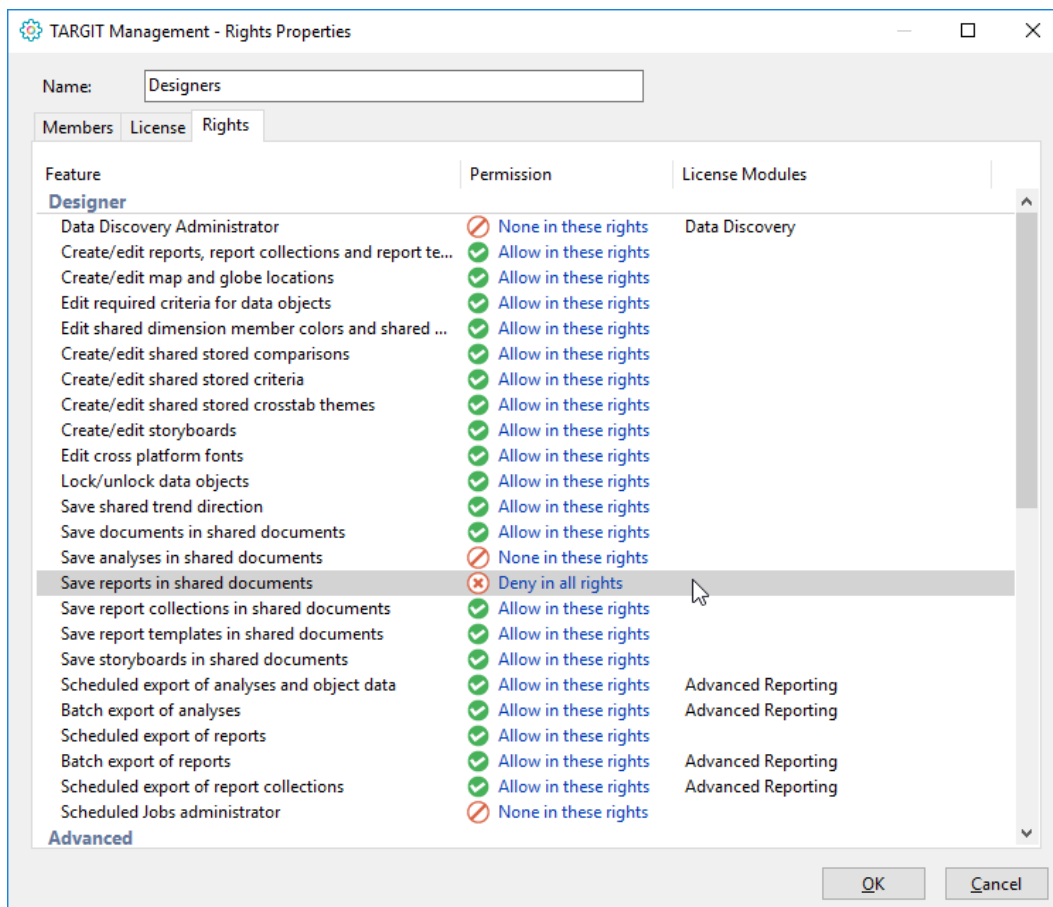 TARGIT Management - Rights Properties
Name: Designers
Members License Rights
Feature Permission License Modules
Designer
Data Discovery Administrator None in these rights Data Discovery
Create/edit reports, report collections and report te... Allow in these rights
Create/edit map and globe locations Allow in these rights
Edit required criteria for data objects Allow in these rights
Edit shared dimension member colors and shared ... Allow in these rights
Create/edit shared stored comparisons Allow in these rights
Create/edit shared stored criteria Allow in these rights
Create/edit shared stored crosstab themes Allow in these rights
Create/edit storyboards Allow in these rights
Edit cross platform fonts Allow in these rights
Lock/unlock data objects Allow in these rights
Save shared trend direction Allow in these rights
Save documents in shared documents Allow in these rights
Save analyses in shared documents None in these rights
Save reports in shared documents Deny in all rights
Save report collections in shared documents Allow in these rights
Save report templates in shared documents Allow in these rights
Save storyboards in shared documents Allow in these rights
Scheduled export of analyses and object data Allow in these rights Advanced Reporting
Batch export of analyses Allow in these rights Advanced Reporting
Scheduled export of reports Allow in these rights
Batch export of reports Allow in these rights Advanced Reporting
Scheduled export of report collections Allow in these rights Advanced Reporting
Scheduled Jobs administrator None in these rights
Advanced
OK Cancel